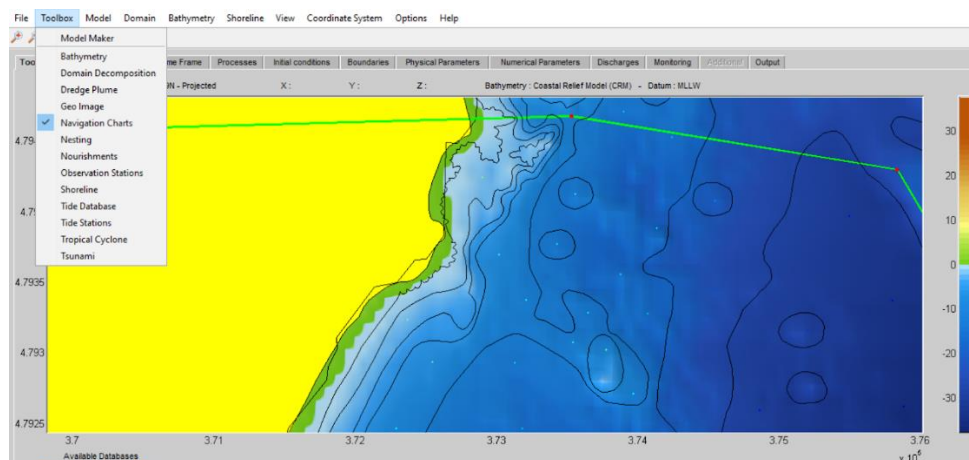 File Toolbox Model Domain Bathymetry Shoreline View Coordinate System Options Help
Model Maker
Bathymetry
Domain Decomposition
Dredge Plume
Geo Image
Navigation Charts
Nesting
Nourishments
Observation Stations
Shoreline
Tide Database
Tide Stations
Tropical Cyclone
Tsunami
Processes Initial conditions Boundaries Physical Parameters Numerical Parameters Discharges Monitoring Additional Output
- Projected X : Y : Z : Bathymetry : Coastal Relief Model (CRM) - Datum : MLLW
4.7935
4.793
4.7925
3.7 3.71 3.72 3.73 3.74 3.75 3.76
x 10
30
20
10
0
-10
-20
-30
Available Databases